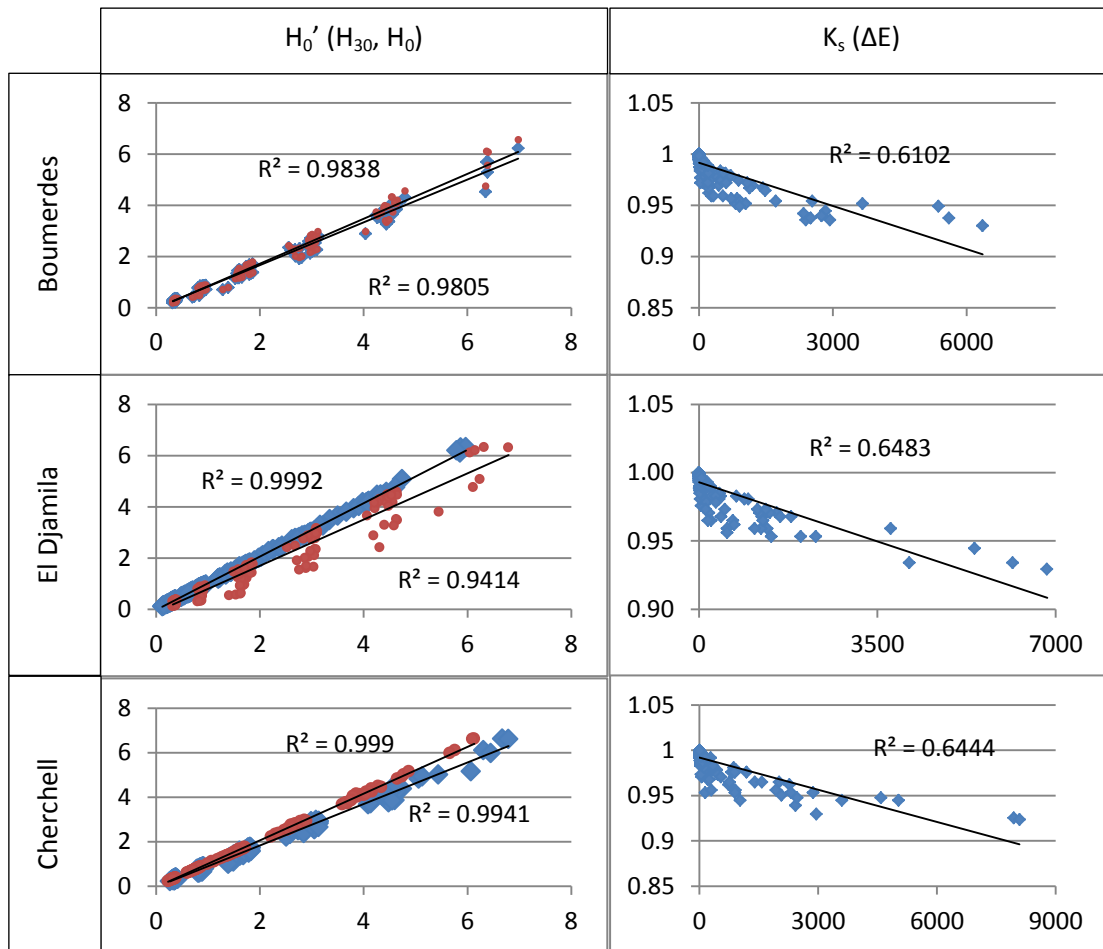 H₀' (H₃₀, H₀)
Kₛ (ΔE)
Boumerdes
8
6
4
2
0
0 2 4 6 8
R² = 0.9838
R² = 0.9805
1.05
1
0.95
0.9
0.85
0 3000 6000
R² = 0.6102
El Djamila
8
6
4
2
0
0 2 4 6 8
R² = 0.9992
R² = 0.9414
1.05
1.00
0.95
0.90
0 3500 7000
R² = 0.6483
Cherchell
8
6
4
2
0
0 2 4 6 8
R² = 0.999
R² = 0.9941
1.05
1
0.95
0.9
0.85
0 3000 6000 9000
R² = 0.6444